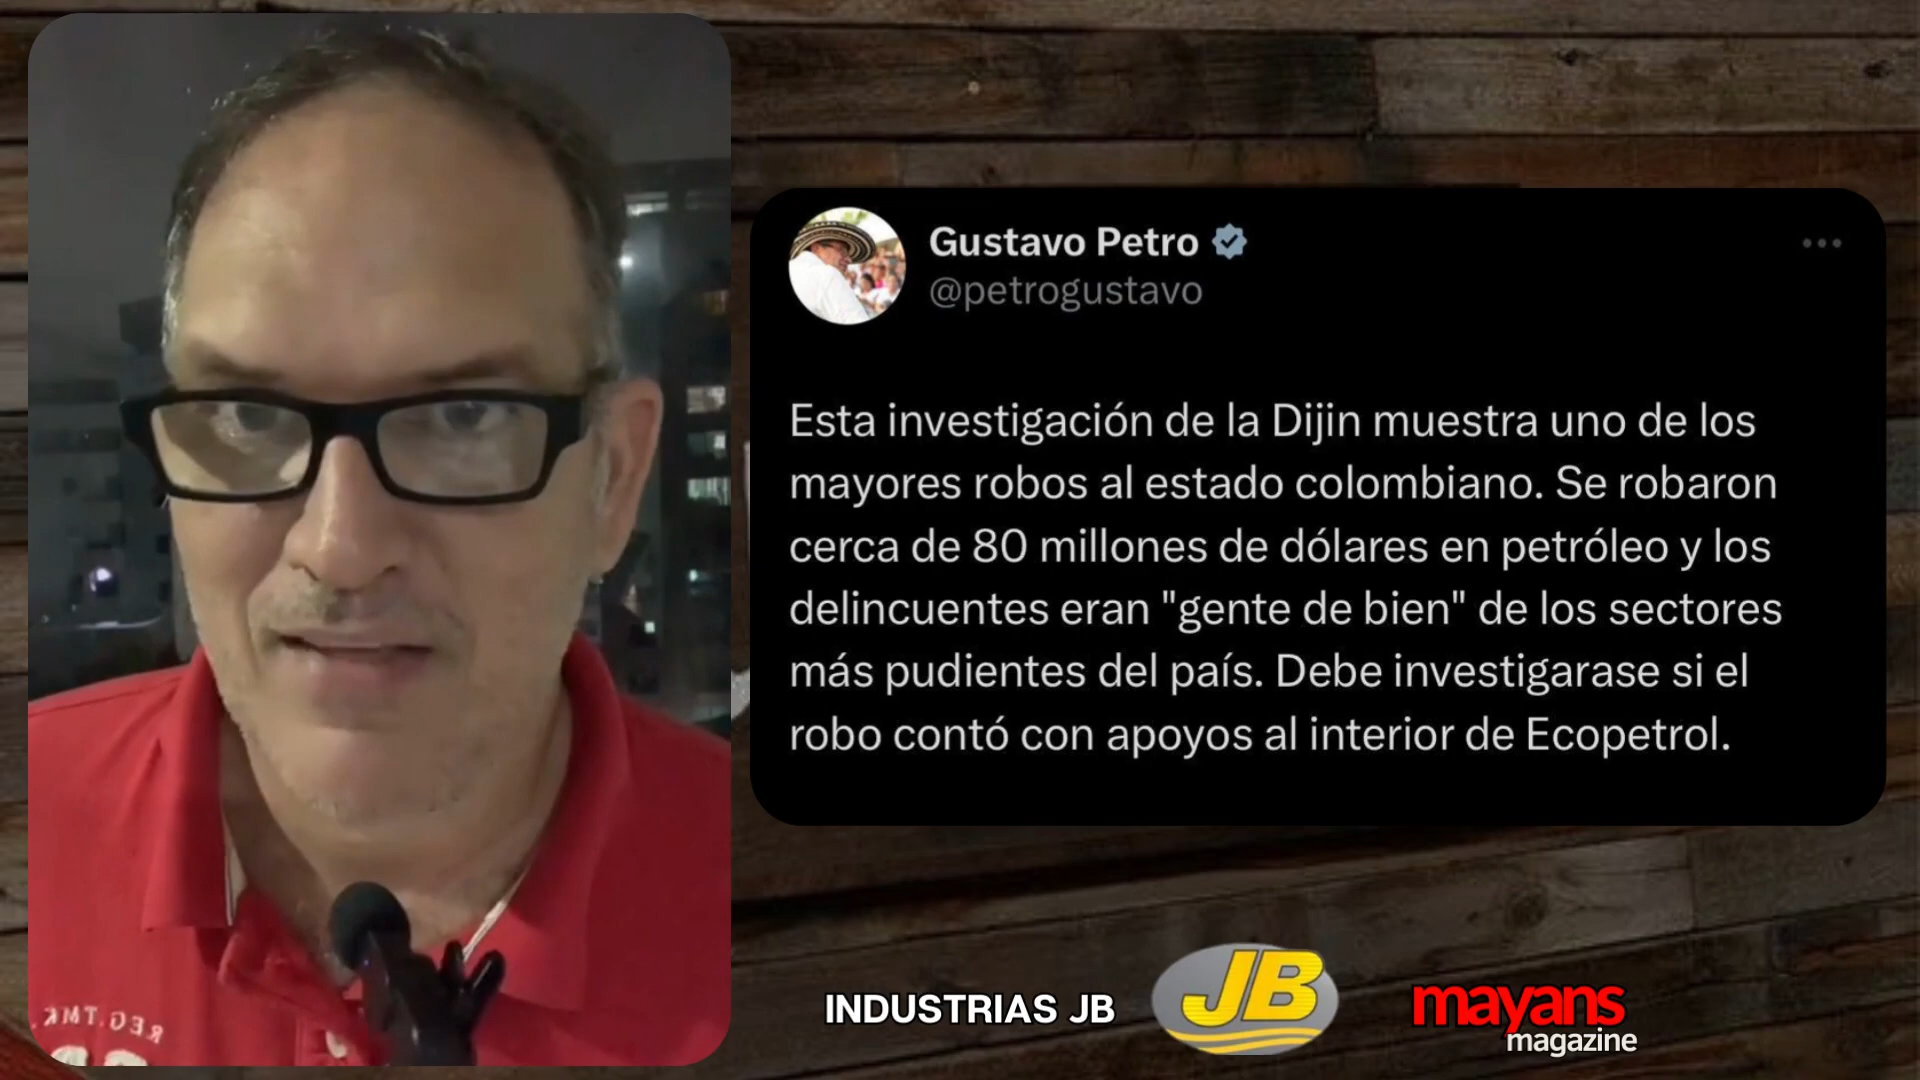 Gustavo Petro
@petrogustavo
Esta investigación de la Dijin muestra uno de los
mayores robos al estado colombiano. Se robaron
cerca de 80 millones de dólares en petróleo y los
delincuentes eran "gente de bien" de los sectores
más pudientes del país. Debe investigarase si el
robo contó con apoyos al interior de Ecopetrol.
INDUSTRIAS JB
JB
mayans
magazine
REG.TMK.